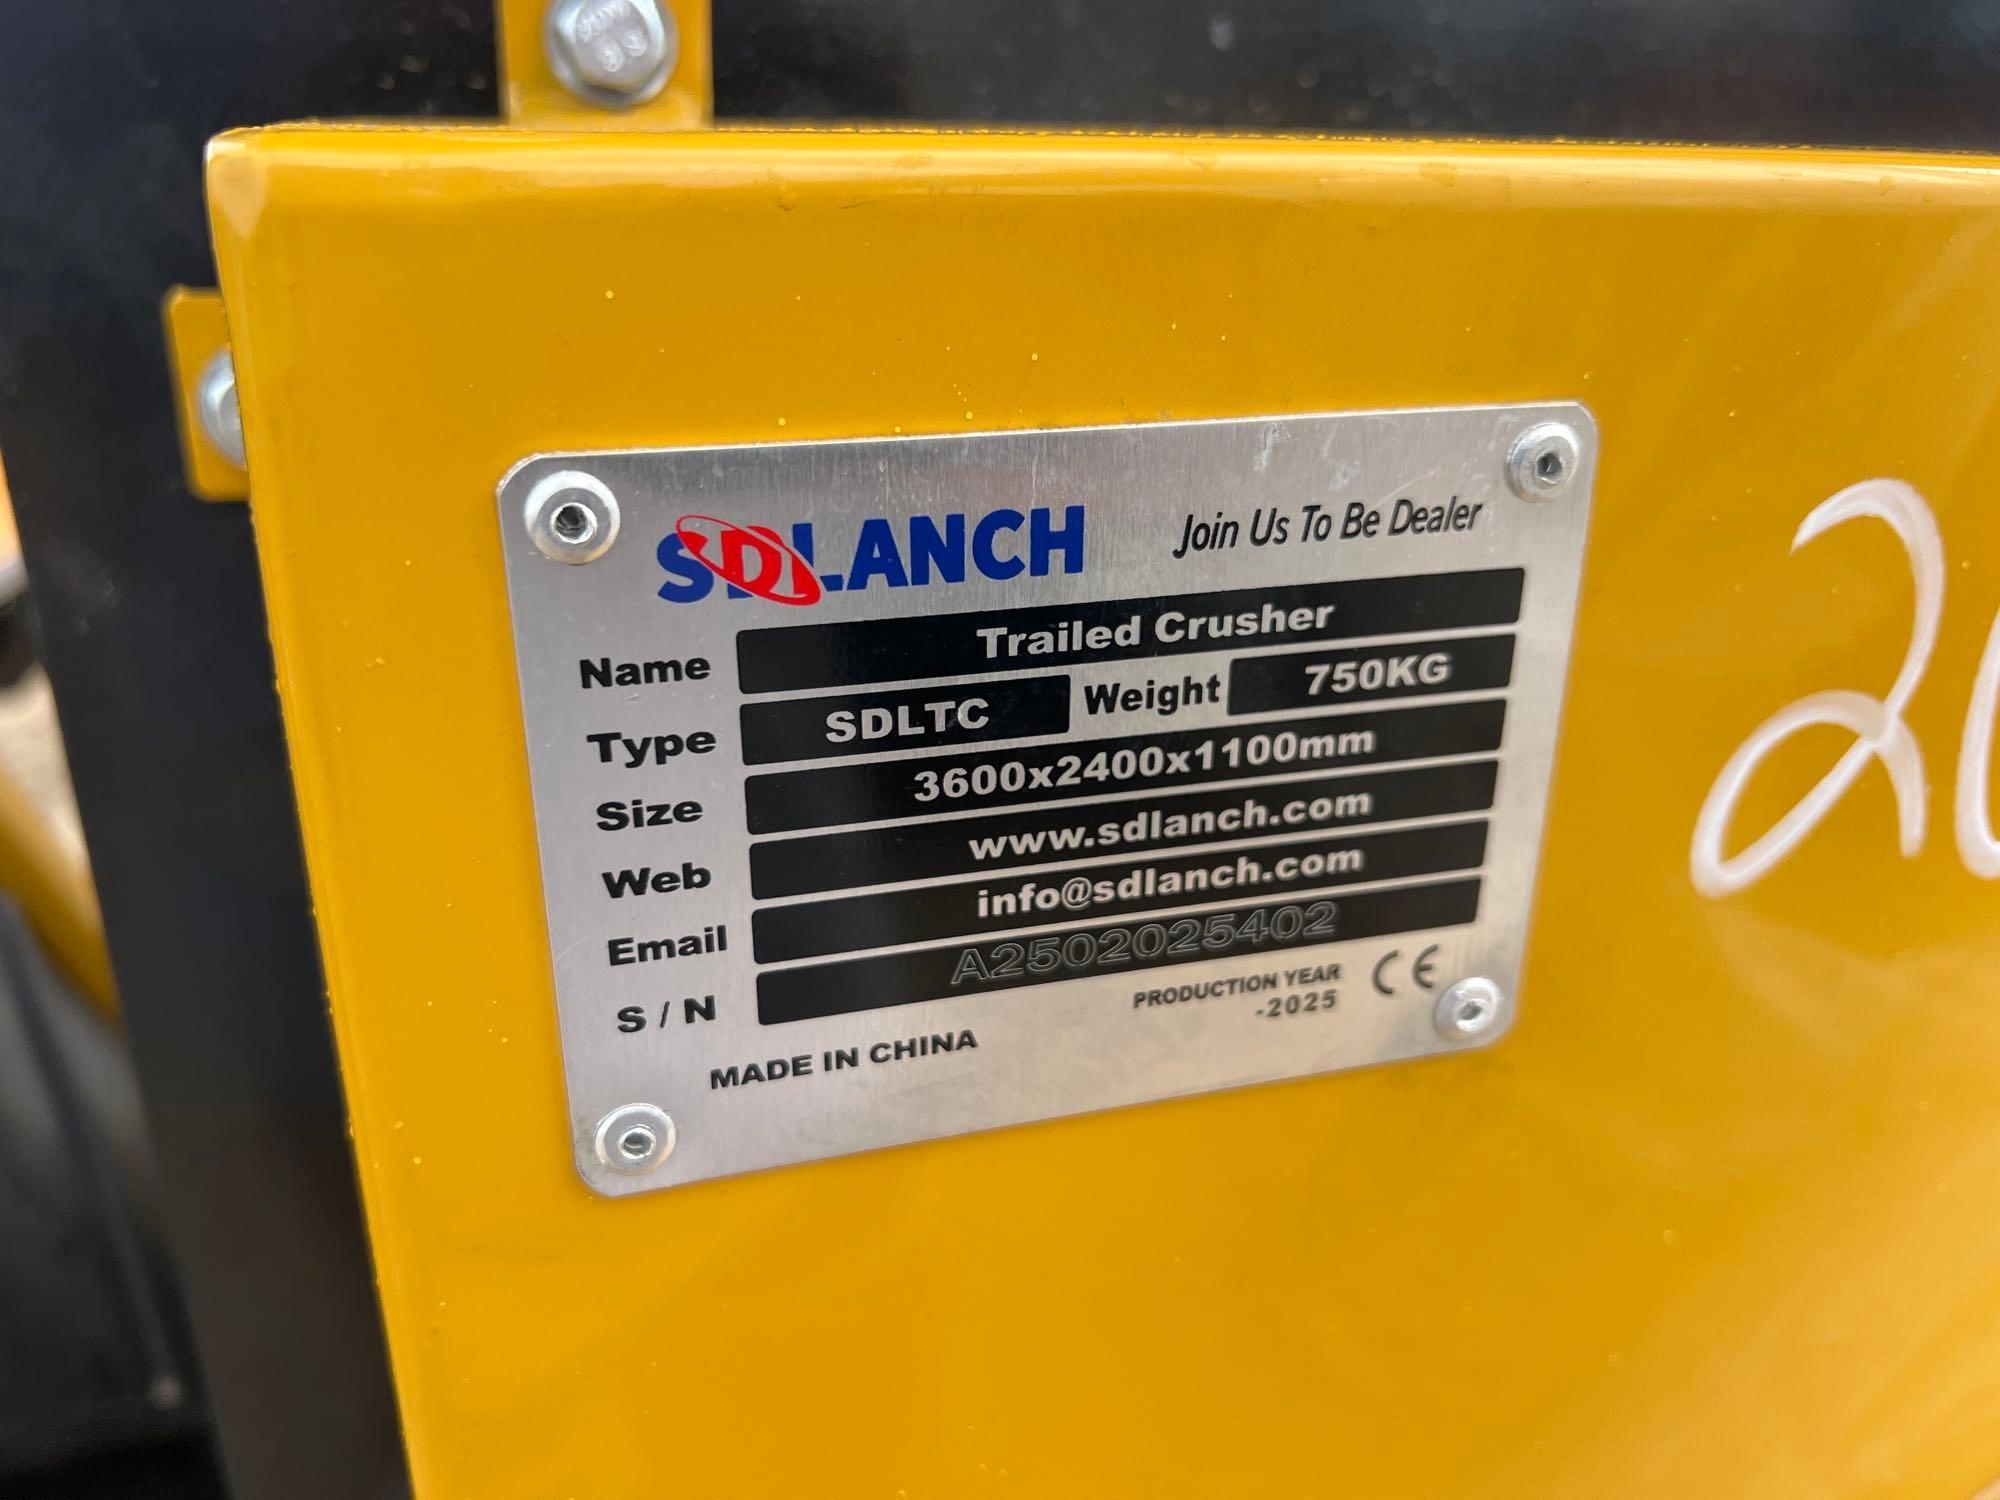 SDLANCH Join Us To Be Dealer
Name Trailed Crusher
Type SDLTC Weight 750KG
Size 3600x2400x1100mm
Web www.sdlanch.com
Email info@sdlanch.com
S / N A2502025402
MADE IN CHINA
PRODUCTION YEAR
-2025
CE